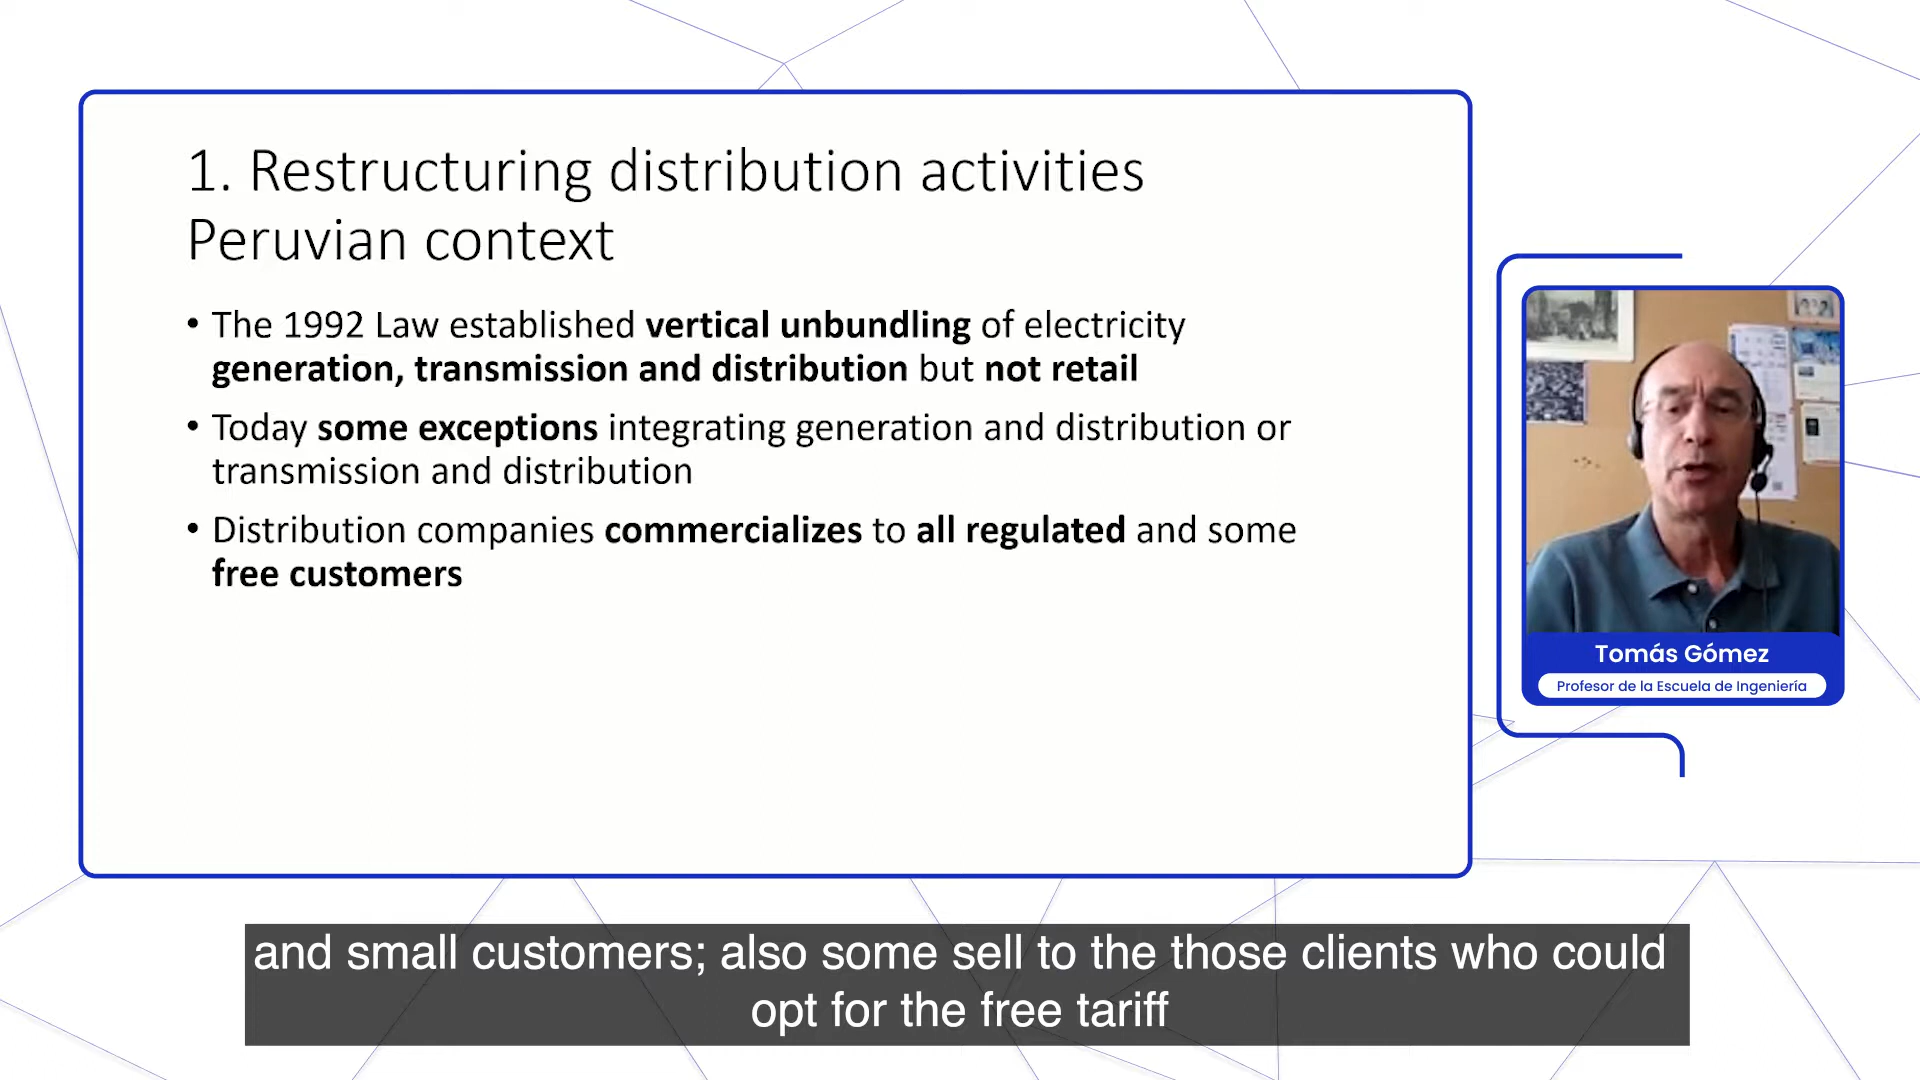 1. Restructuring distribution activities
Peruvian context
• The 1992 Law established vertical unbundling of electricity
generation, transmission and distribution but not retail
• Today some exceptions integrating generation and distribution or
transmission and distribution
• Distribution companies commercializes to all regulated and some
free customers
Tomás Gómez
Profesor de la Escuela de Ingeniería
and small customers; also some sell to the those clients who could
opt for the free tariff